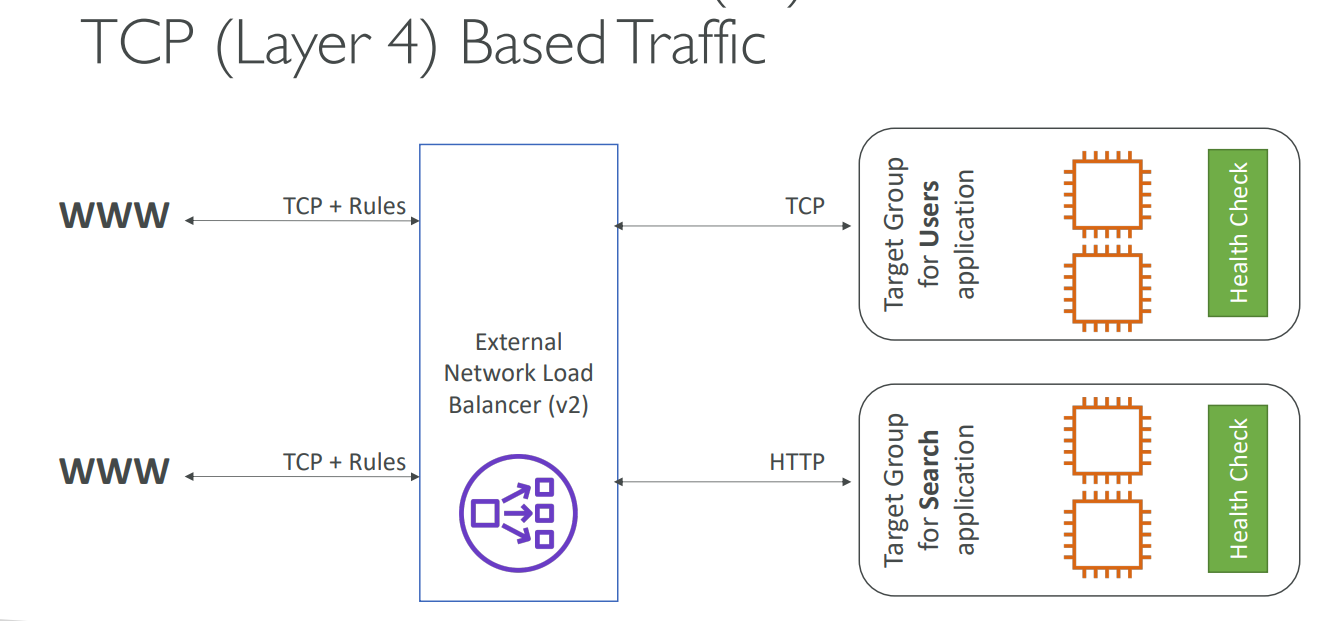 TCP (Layer 4) Based Traffic
WWW
TCP + Rules
TCP
Target Group
for Users
application
Health Check
External
Network Load
Balancer (v2)
WWW
TCP + Rules
HTTP
Target Group
for Search
application
Health Check